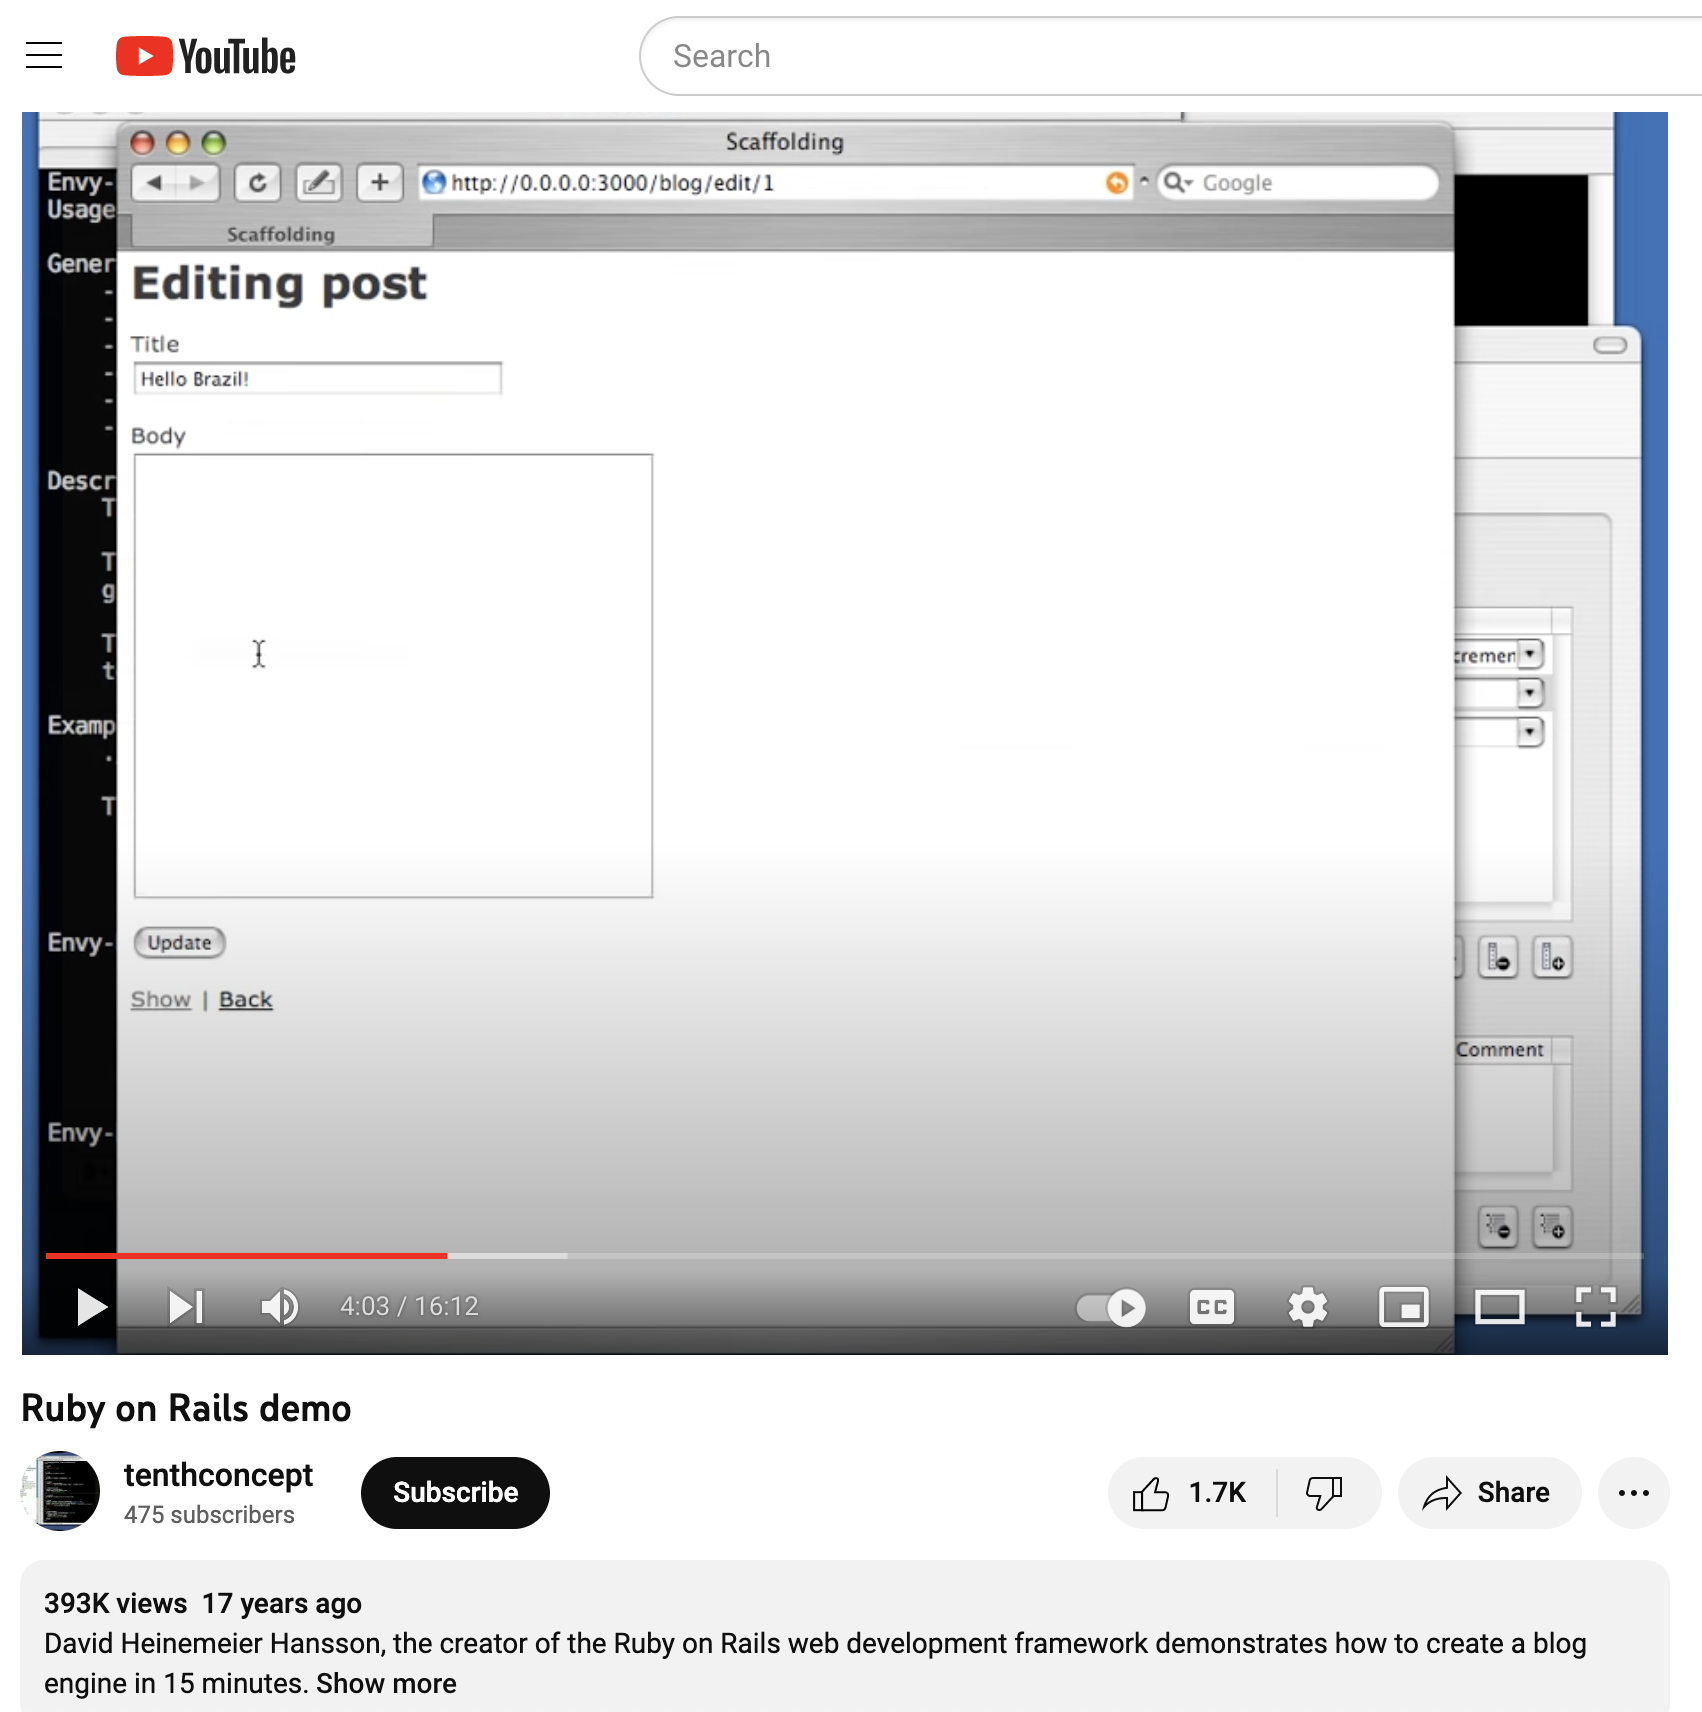 YouTube
Search
Scaffolding
http://0.0.0.0:3000/blog/edit/1
Google
Scaffolding
Envy-
Usage
Gener
-
-
-
-
-
-
Descr
T
T
g
T
t
Examp
.
T
Envy-
Envy-
Editing post
Title
Hello Brazil!
Body
Update
Show | Back
cremen
Comment
4:03 / 16:12
CC
Ruby on Rails demo
tenthconcept
475 subscribers
Subscribe
1.7K
Share
393K views 17 years ago
David Heinemeier Hansson, the creator of the Ruby on Rails web development framework demonstrates how to create a blog
engine in 15 minutes. Show more